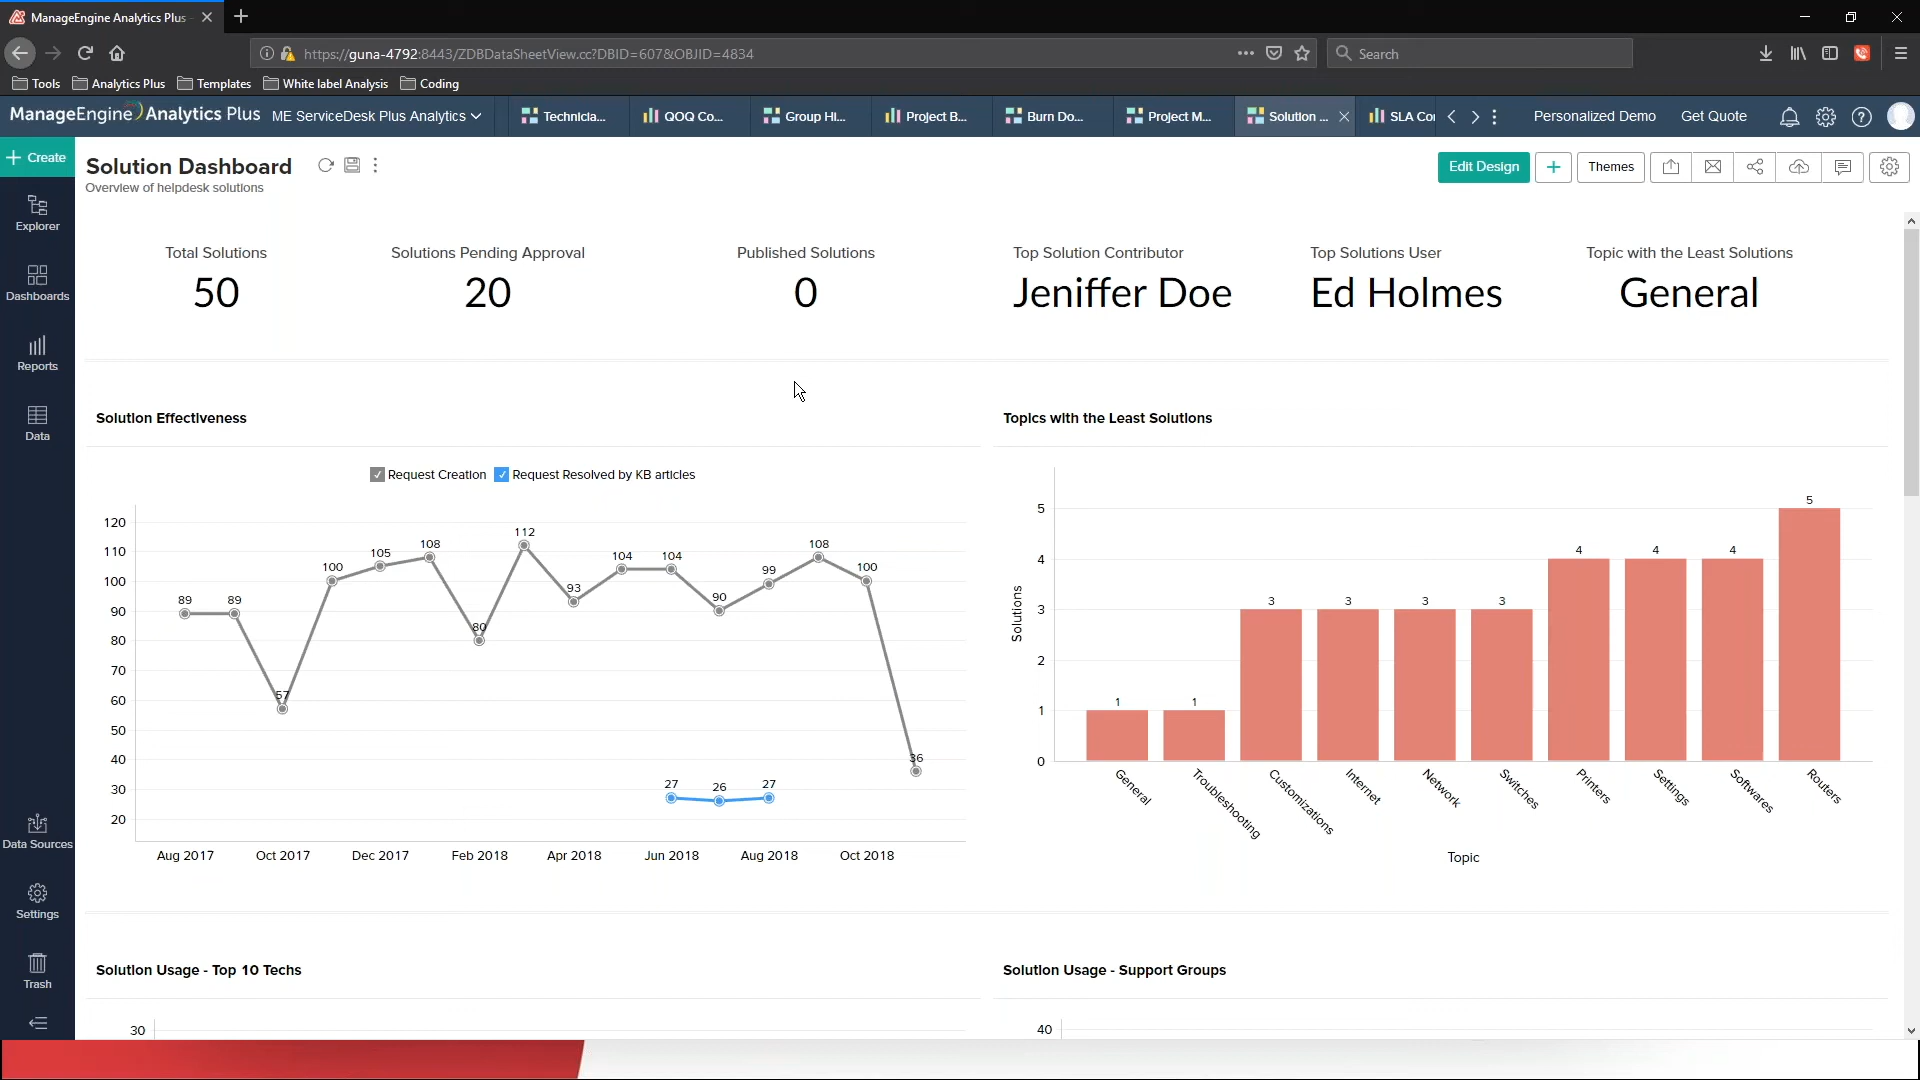 ManageEngine Analytics Plus
https://guna-4792:8443/ZDBDataSheetView.cc?DBID=607&OBJID=4834
Search
Tools Analytics Plus Templates White label Analysis Coding
ManageEngine Analytics Plus ME ServiceDesk Plus Analytics Technicia... QOQ Co... Group Hi... Project B... Burn Do... Project M... Solution ... SLA Co Personalized Demo Get Quote
+ Create
Solution Dashboard
Overview of helpdesk solutions
Edit Design + Themes
Explorer
Dashboards
Reports
Data
Data Sources
Settings
Trash
Total Solutions
50
Solutions Pending Approval
20
Published Solutions
0
Top Solution Contributor
Jeniffer Doe
Top Solutions User
Ed Holmes
Topic with the Least Solutions
General
Solution Effectiveness
Request Creation Request Resolved by KB articles
120
110
100
90
80
70
60
50
40
30
20
89 89 57 100 105 108 80 112 93 104 104 90 99 108 100 36
27 26 27
Aug 2017 Oct 2017 Dec 2017 Feb 2018 Apr 2018 Jun 2018 Aug 2018 Oct 2018
Topics with the Least Solutions
Solutions
5
4
3
2
1
0
1 1 3 3 3 3 4 4 4 5
General Troubleshooting Customizations Internet Network Switches Printers Settings Softwares Routers
Topic
Solution Usage - Top 10 Techs
30
Solution Usage - Support Groups
40